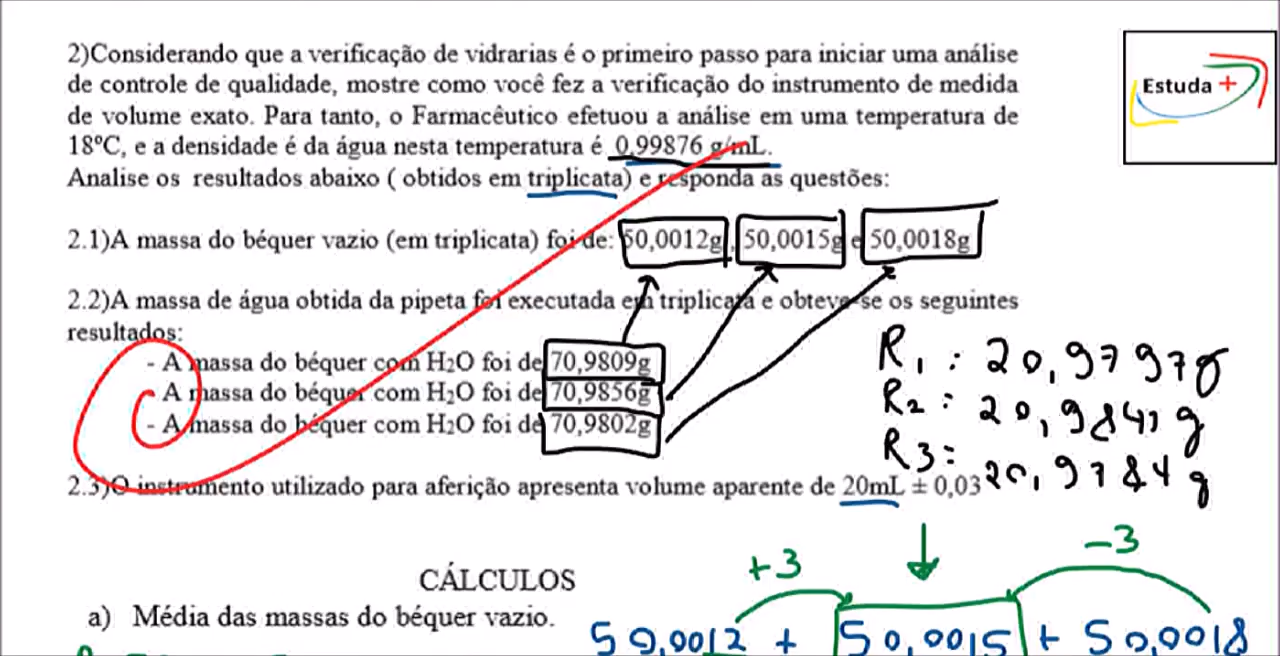 2)Considerando que a verificação de vidrarias é o primeiro passo para iniciar uma análise
de controle de qualidade, mostre como você fez a verificação do instrumento de medida
de volume exato. Para tanto, o Farmacêutico efetuou a análise em uma temperatura de
18ºC, e a densidade é da água nesta temperatura é 0,99876 g/mL.
Analise os resultados abaixo ( obtidos em triplicata) e responda as questões:
Estuda +
2.1)A massa do béquer vazio (em triplicata) foi de: 50,0012g, 50,0015g e 50,0018g
2.2)A massa de água obtida da pipeta foi executada em triplicata e obteve-se os seguintes
resultados:
- A massa do béquer com H2O foi de 70,9809g
- A massa do béquer com H2O foi de 70,9856g
- A massa do béquer com H2O foi de 70,9802g
R1 : 20,9797g
R2 : 20,9841g
R3 : 20,9784g
2.3)O instrumento utilizado para aferição apresenta volume aparente de 20mL ± 0,03
+3
-3
CÁLCULOS
a) Média das massas do béquer vazio.
50,0012 + 50,0015 + 50,0018